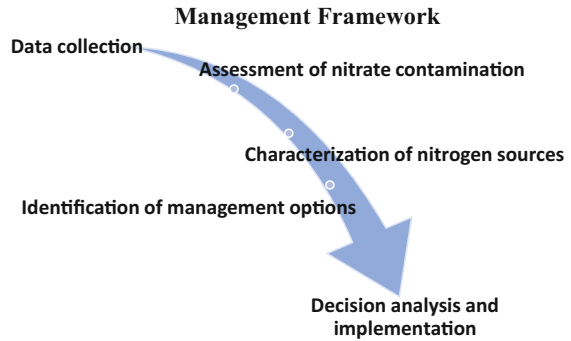 Management Framework
Data collection
Assessment of nitrate contamination
Characterization of nitrogen sources
Identification of management options
Decision analysis and
implementation